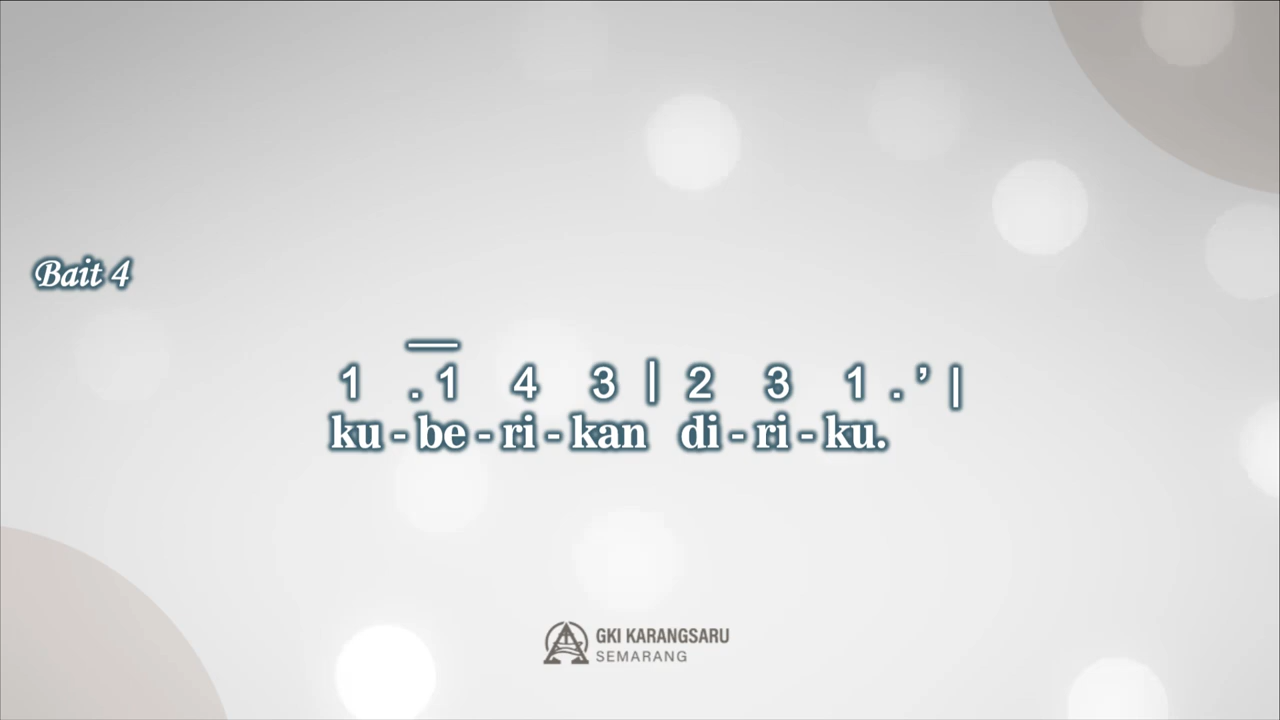 Bait 4
1 . 1 4 3 | 2 3 1 . ’ |
ku - be - ri - kan di - ri - ku.
GKI KARANGSARU
SEMARANG